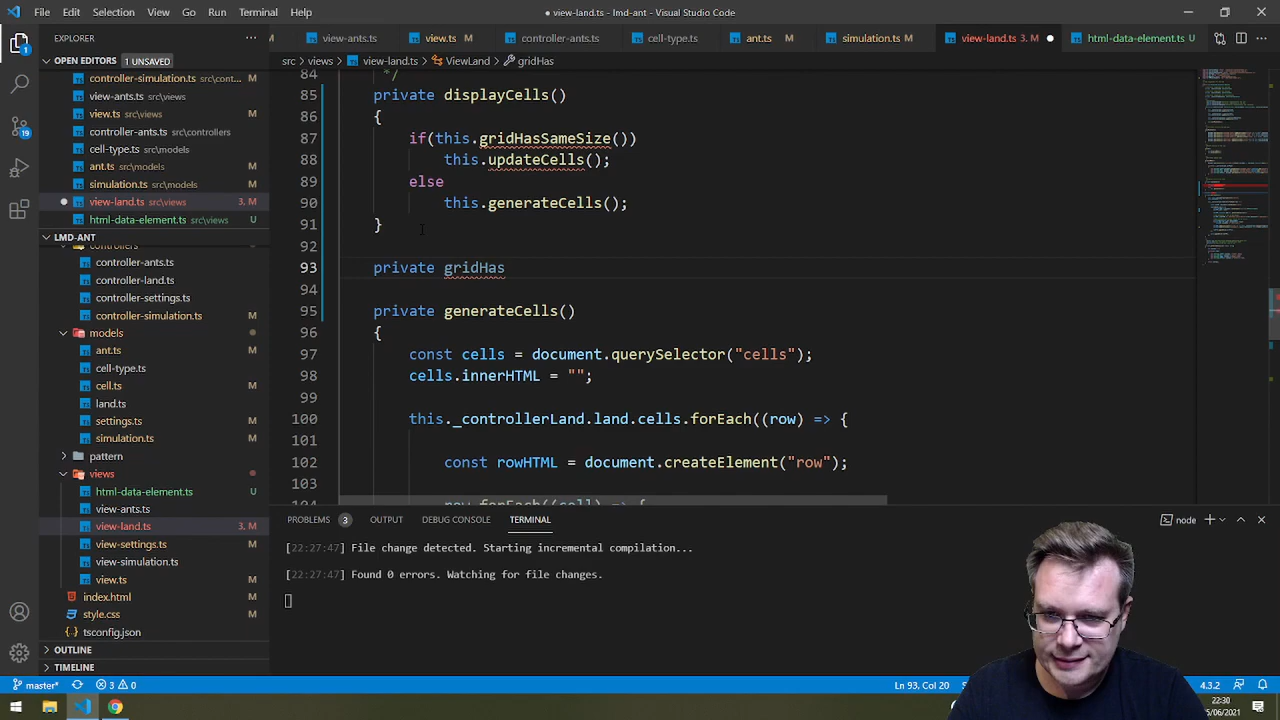 File Edit Selection View Go Run Terminal Help
● view-land.ts - lmd-ant - Visual Studio Code
EXPLORER
view-ants.ts view.ts M controller-ants.ts cell-type.ts ant.ts M simulation.ts M view-land.ts 3, M html-data-element.ts U
OPEN EDITORS 1 UNSAVED
src > views > view-land.ts > ViewLand > gridHas
controller-simulation.ts src\cont... M
view-ants.ts src\views
view.ts src\views M
controller-ants.ts src\controllers
cell-type.ts src\models
ant.ts src\models M
simulation.ts src\models M
view-land.ts src\views 3, M
html-data-element.ts src\views U
LMD-ANT
controllers
controller-ants.ts
controller-land.ts
controller-settings.ts
controller-simulation.ts M
models
ant.ts M
cell-type.ts
cell.ts M
land.ts
settings.ts M
simulation.ts M
pattern
views
html-data-element.ts U
view-ants.ts
view-land.ts 3, M
view-settings.ts M
view-simulation.ts
view.ts M
index.html M
style.css M
tsconfig.json
OUTLINE
TIMELINE
84 */
85 private displayCells()
86 {
87 if(this.gridHasSameSize())
88 this.updateCells();
89 else
90 this.generateCells();
91 }
92
93 private gridHas
94
95 private generateCells()
96 {
97 const cells = document.querySelector("cells");
98 cells.innerHTML = "";
99
100 this._controllerLand.land.cells.forEach((row) => {
101
102 const rowHTML = document.createElement("row");
103
104 row.forEach((cell) => {
PROBLEMS 3 OUTPUT DEBUG CONSOLE TERMINAL
node
[22:27:47] File change detected. Starting incremental compilation...
[22:27:47] Found 0 errors. Watching for file changes.
master* 3 0
Ln 93, Col 20
4.3.2
22:30